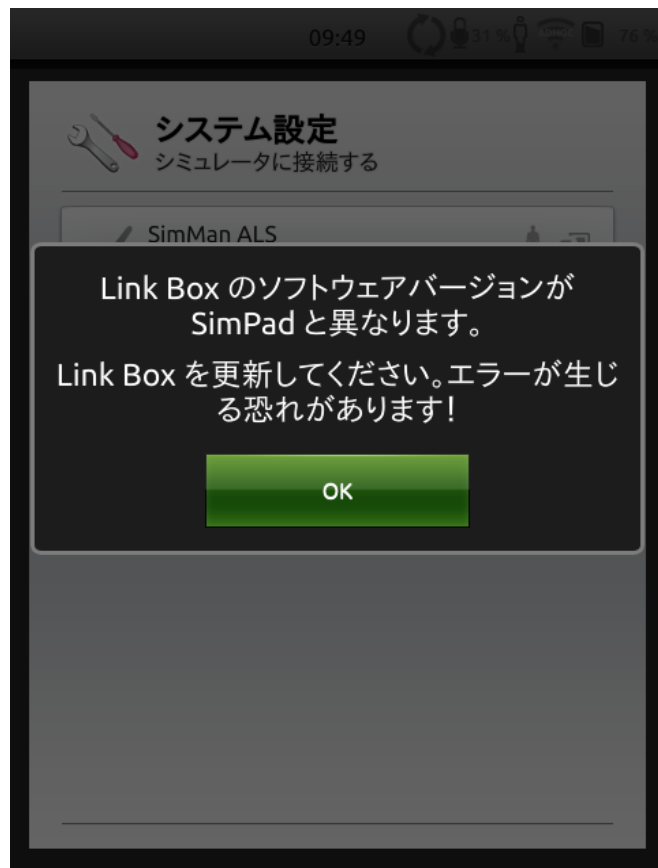 09:49 31 % ADHOC 76 %
システム設定
シミュレータに接続する
SimMan ALS
Link Box のソフトウェアバージョンが
SimPad と異なります。
Link Box を更新してください。エラーが生じ
る恐れがあります!
OK